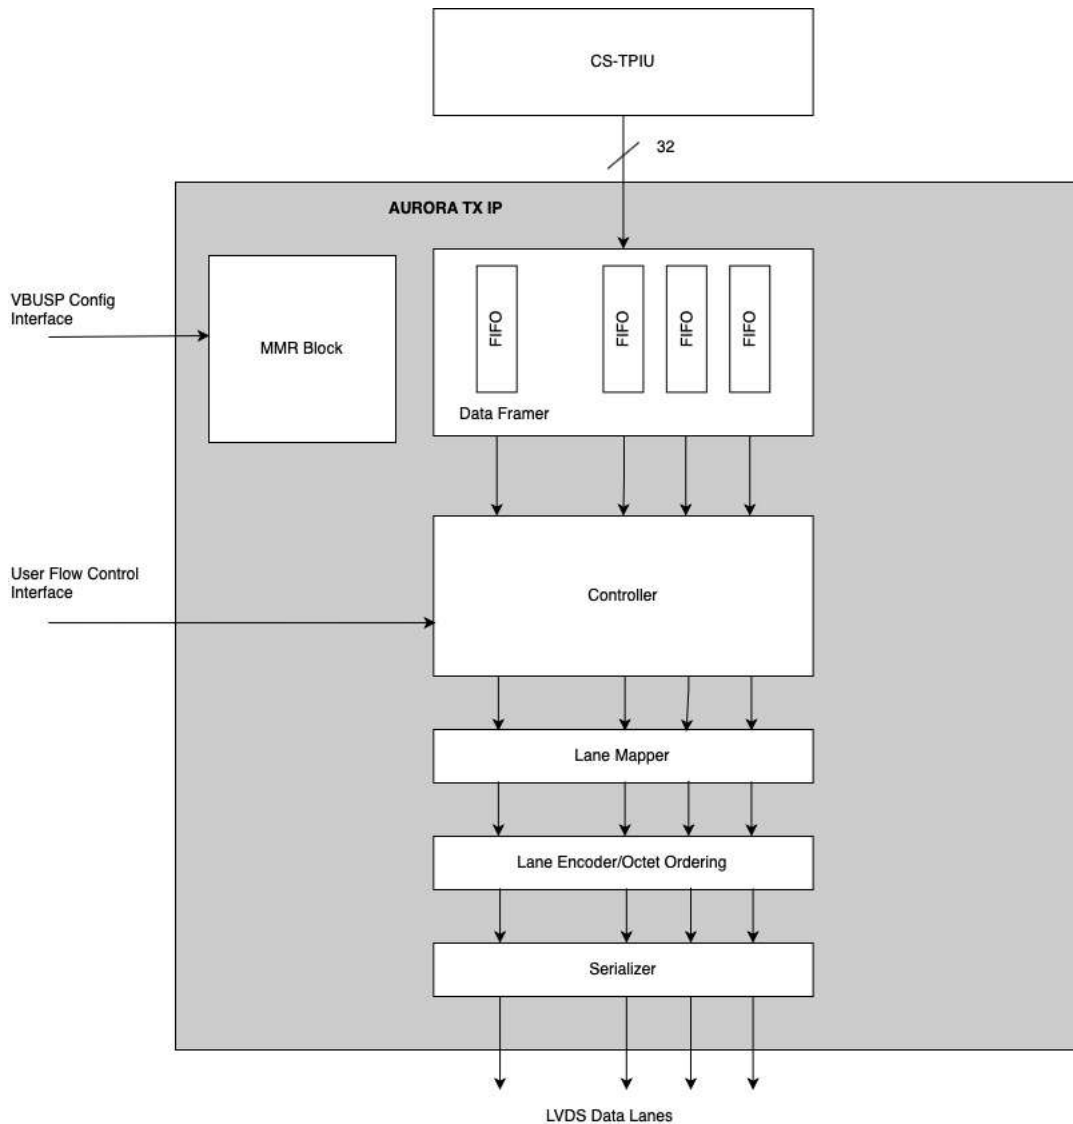 CS-TPIU
32
AURORA TX IP
VBUSP Config
Interface
MMR Block
FIFO
FIFO
FIFO
FIFO
Data Framer
User Flow Control
Interface
Controller
Lane Mapper
Lane Encoder/Octet Ordering
Serializer
LVDS Data Lanes